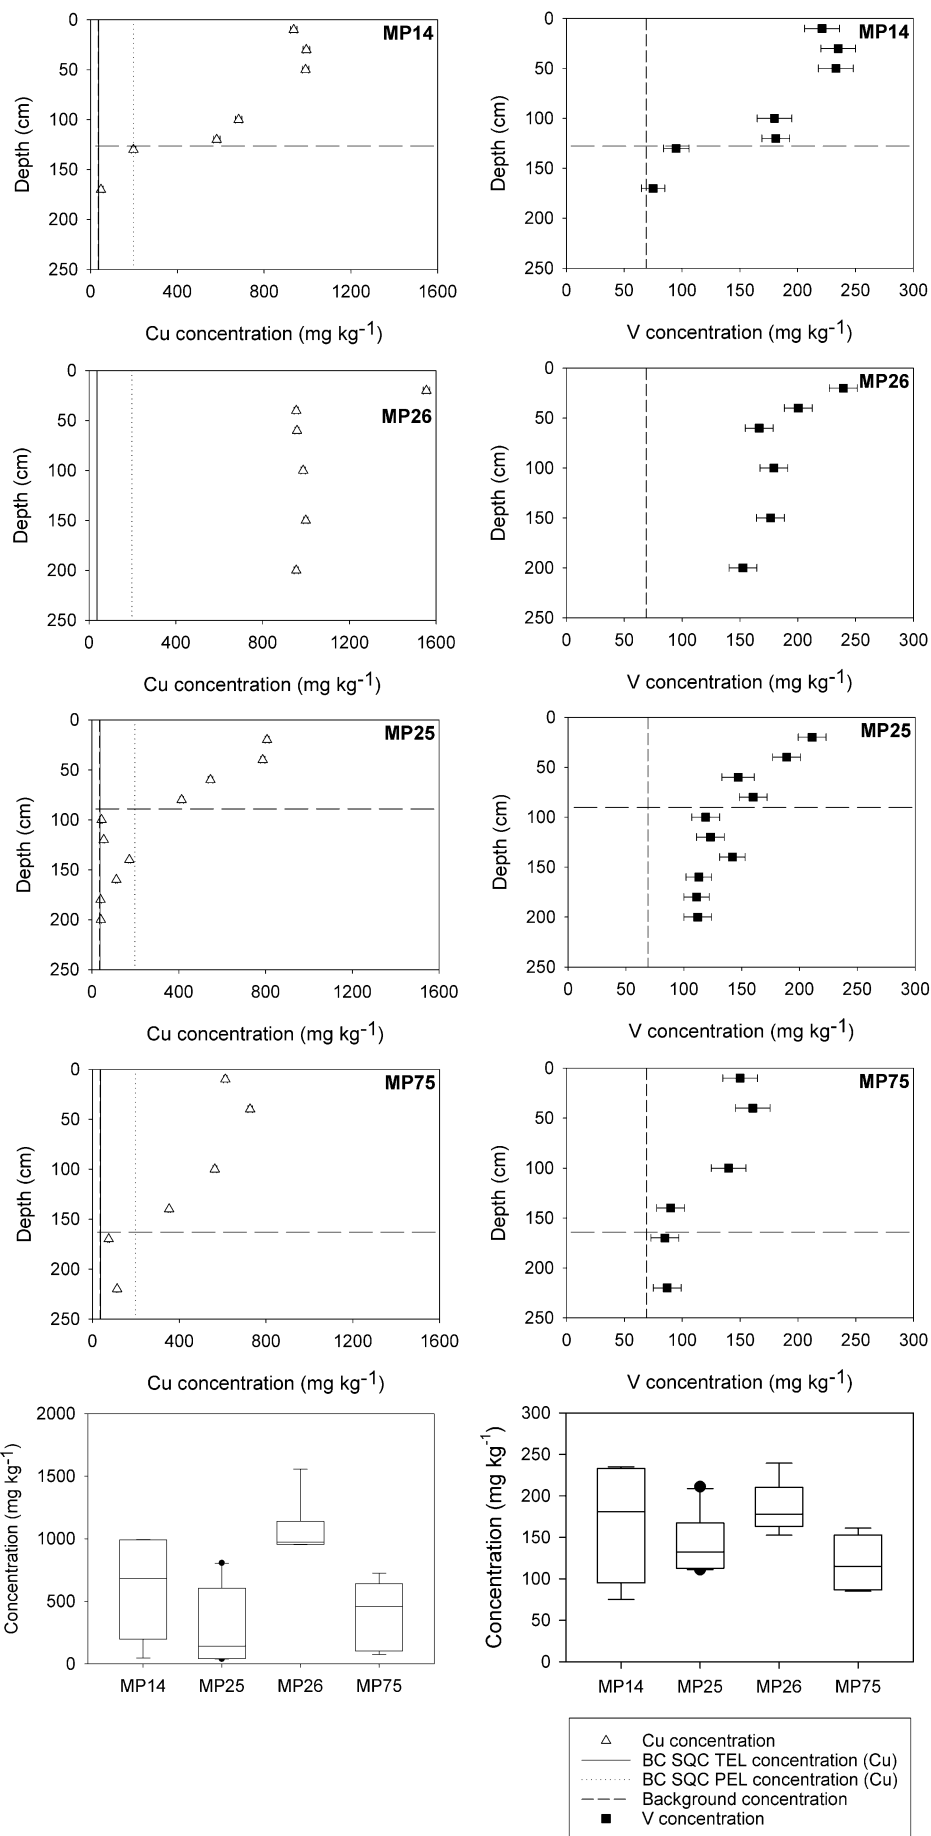 MP14
0
50
100
150
200
250
Depth (cm)
0 400 800 1200 1600
Cu concentration (mg kg-1)
MP14
0
50
100
150
200
250
Depth (cm)
0 50 100 150 200 250 300
V concentration (mg kg-1)
MP26
0
50
100
150
200
250
Depth (cm)
0 400 800 1200 1600
Cu concentration (mg kg-1)
MP26
0
50
100
150
200
250
Depth (cm)
0 50 100 150 200 250 300
V concentration (mg kg-1)
MP25
0
50
100
150
200
250
Depth (cm)
0 400 800 1200 1600
Cu concentration (mg kg-1)
MP25
0
50
100
150
200
250
Depth (cm)
0 50 100 150 200 250 300
V concentration (mg kg-1)
MP75
0
50
100
150
200
250
Depth (cm)
0 400 800 1200 1600
Cu concentration (mg kg-1)
MP75
0
50
100
150
200
250
Depth (cm)
0 50 100 150 200 250 300
V concentration (mg kg-1)
2000
1500
1000
500
0
Concentration (mg kg-1)
MP14 MP25 MP26 MP75
300
250
200
150
100
50
0
Concentration (mg kg-1)
MP14 MP25 MP26 MP75
Cu concentration
BC SQC TEL concentration (Cu)
BC SQC PEL concentration (Cu)
Background concentration
V concentration